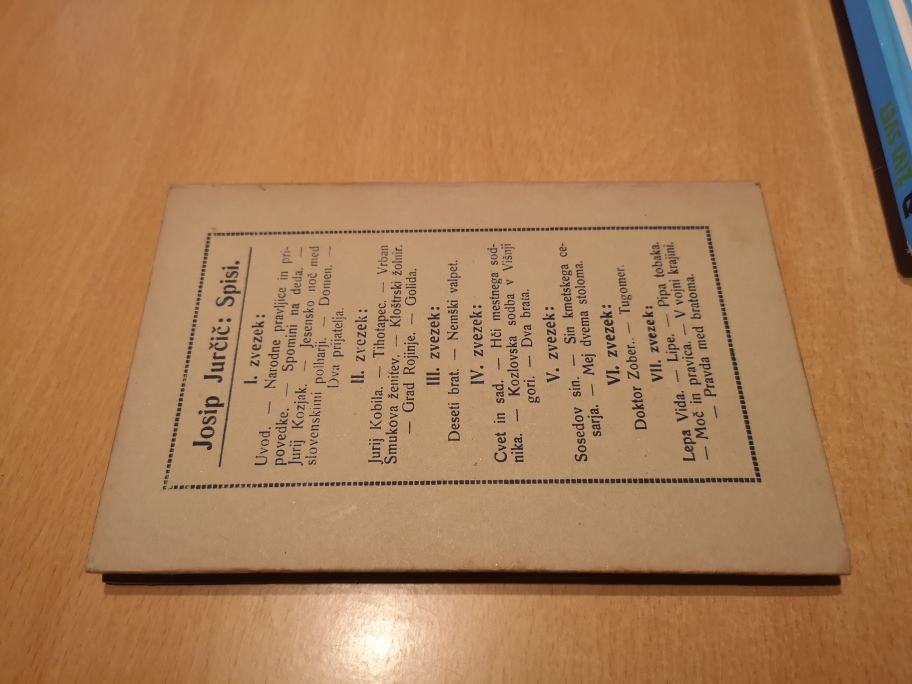 Josip Jurčič: Spisi.
I. zvezek:
Uvod. — Narodne pravljice in pri-
povedke. — Spomini na deda. —
Jurij Kozjak. — Jesensko noč med
slovenskimi polharji. — Domen. —
Dva prijatelja.
II. zvezek:
Jurij Kobila. — Tihotapec. — Vrban
Smukova ženitev. — Kloštrski žolnir.
— Grad Rojinje. — Golida.
III. zvezek:
Deseti brat. — Nemški valpet.
IV. zvezek:
Cvet in sad. — Hči mestnega sod-
nika. — Kozlovska sodba v Višnji
gori. — Dva brata.
V. zvezek:
Sosedov sin. — Sin kmetskega ce-
sarja. — Mej dvema stoloma.
VI. zvezek:
Doktor Zober. — Tugomer.
VII. zvezek:
Lepa Vida. — Lipe. — Pipa tobaka.
— Moč in pravica. — V vojni krajini.
— Pravda med bratoma.
ŽIVI SVET